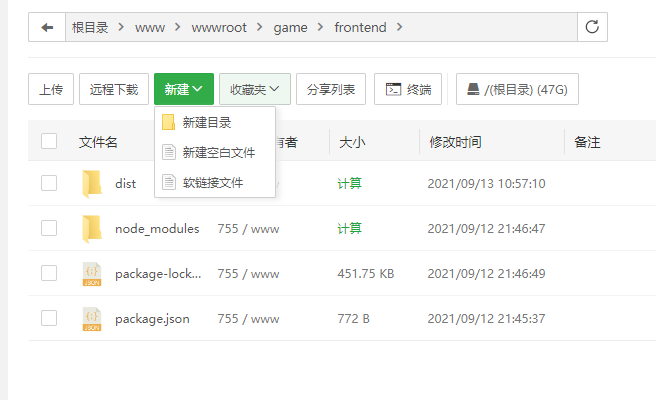 根目录 > www > wwwroot > game > frontend >
上传 远程下载 新建 收藏夹 分享列表 终端 /(根目录) (47G)
文件名 有者 大小 修改时间 备注
新建目录
新建空白文件
软链接文件
dist 计算 2021/09/13 10:57:10
node_modules 755 / www 计算 2021/09/12 21:46:47
package-lock... 755 / www 451.75 KB 2021/09/12 21:46:49
JSON
package.json 755 / www 772 B 2021/09/12 21:45:37
JSON